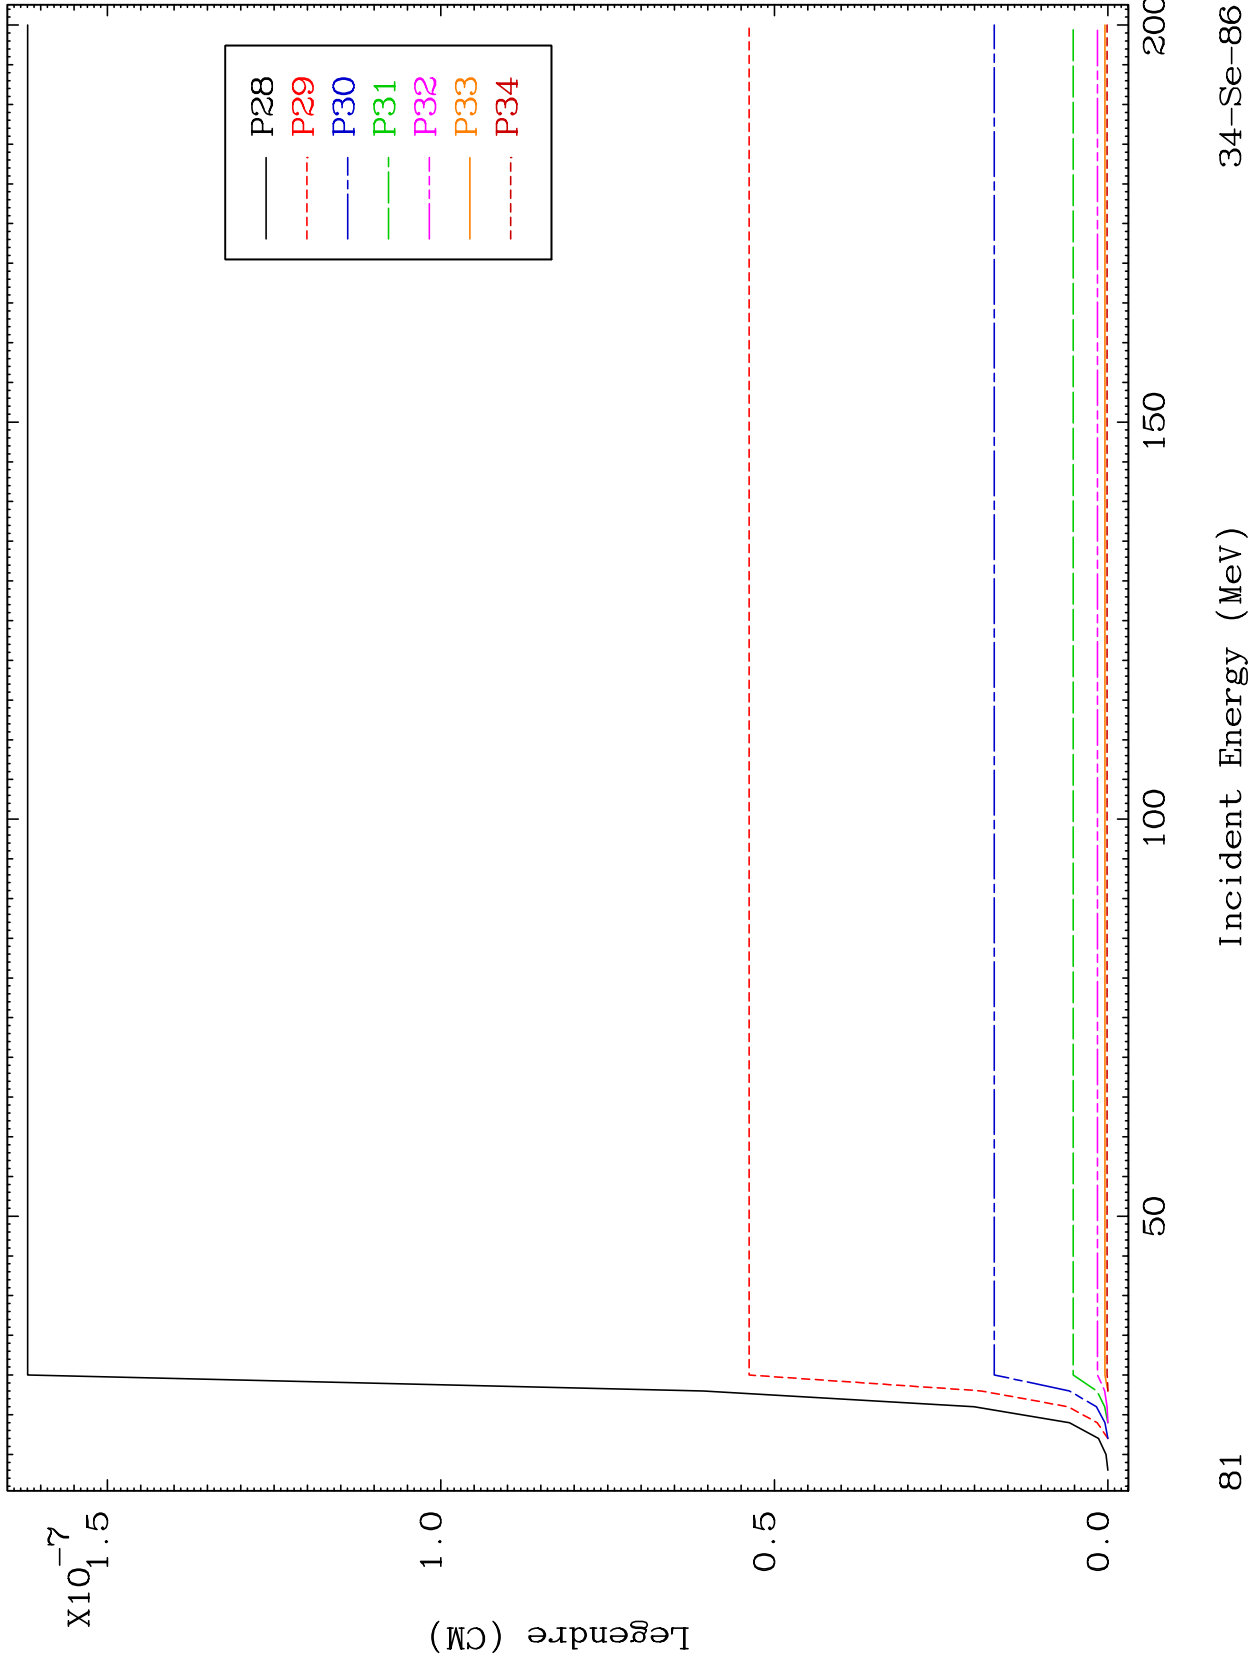 X10-7
1.5
1.0
0.5
0.0
Legendre (CM)
P28
P29
P30
P31
P32
P33
P34
50
100
150
200
Incident Energy (MeV)
81
34-Se-86